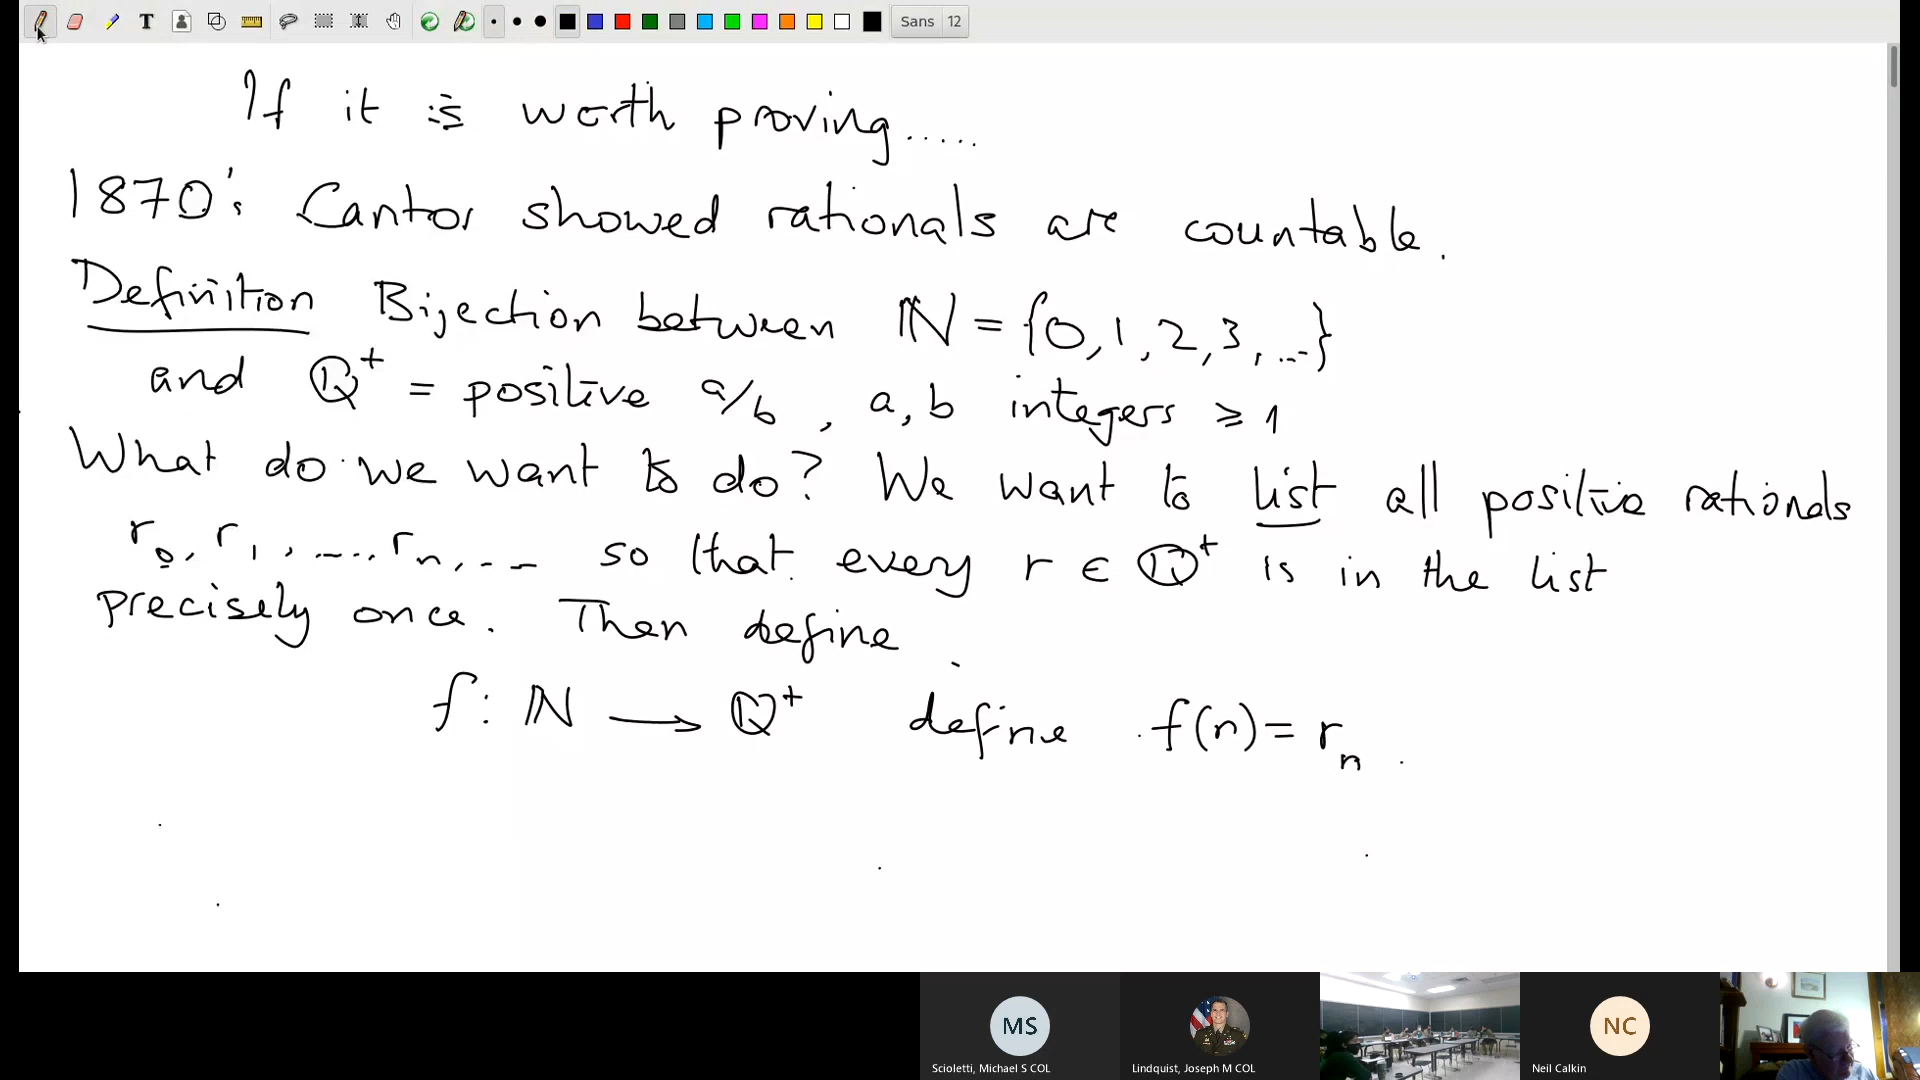 Sans 12
If it is worth proving.....
1870's Cantor showed rationals are countable.
Definition Bijection between ℕ = {0, 1, 2, 3, ...}
and ℚ⁺ = positive a/b, a, b integers ≥ 1
What do we want to do? We want to list all positive rationals
r₀, r₁, ...., rₙ, --- so that every r ∈ ℚ⁺ is in the list
precisely once. Then define
f: ℕ → ℚ⁺ define f(n) = rₙ.
MS
NC
Scioletti, Michael S COL
Lindquist, Joseph M COL
Neil Calkin